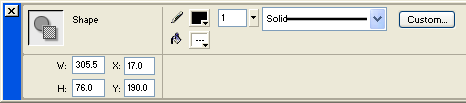 Shape 1 Solid Custom...
W: 305.5 X: 17.0
H: 76.0 Y: 190.0